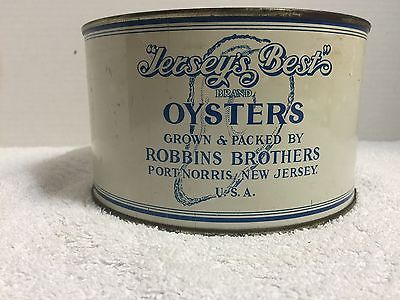 "Jersey's Best"
BRAND
OYSTERS
GROWN & PACKED BY
ROBBINS BROTHERS
PORT NORRIS, NEW JERSEY.
U.S.A.